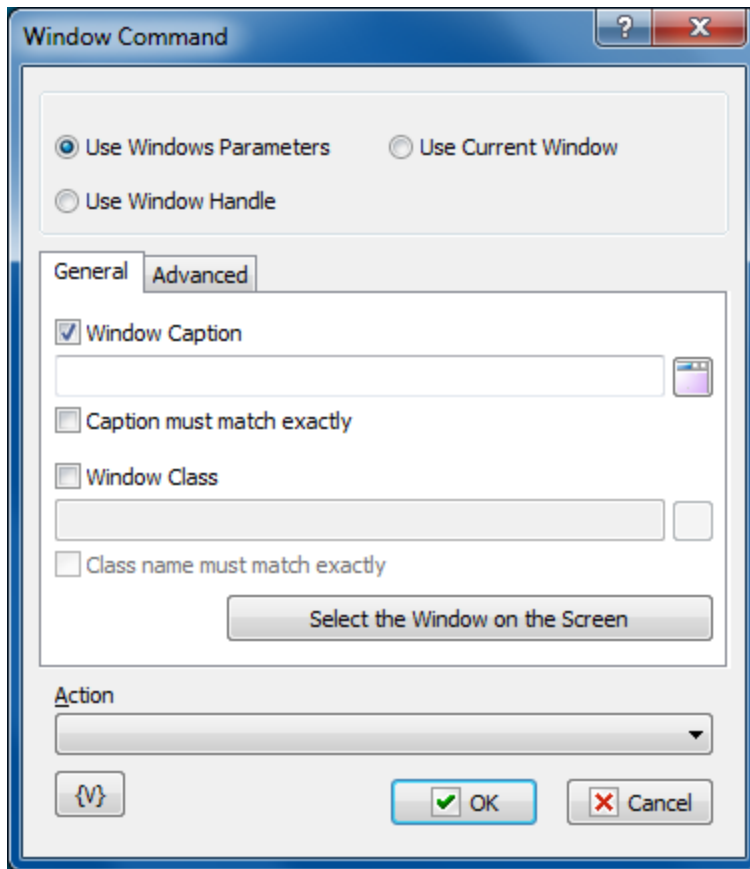 Window Command
?
Use Windows Parameters Use Current Window
Use Window Handle
General Advanced
Window Caption
Caption must match exactly
Window Class
Class name must match exactly
Select the Window on the Screen
Action
{V} OK Cancel